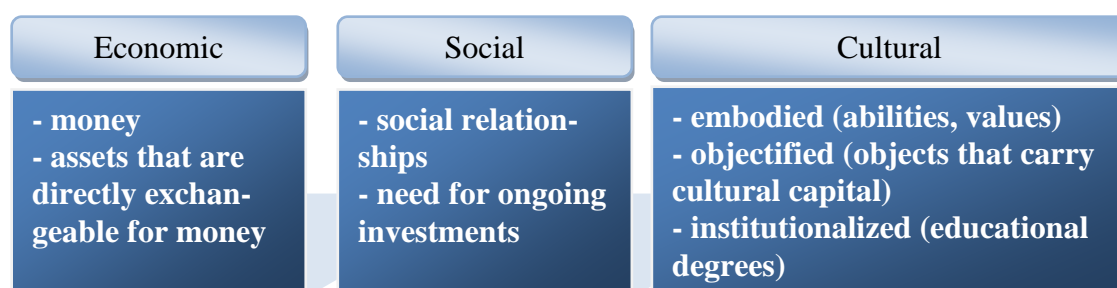 Economic
- money
- assets that are
directly exchan-
geable for money
Social
- social relation-
ships
- need for ongoing
investments
Cultural
- embodied (abilities, values)
- objectified (objects that carry
cultural capital)
- institutionalized (educational
degrees)